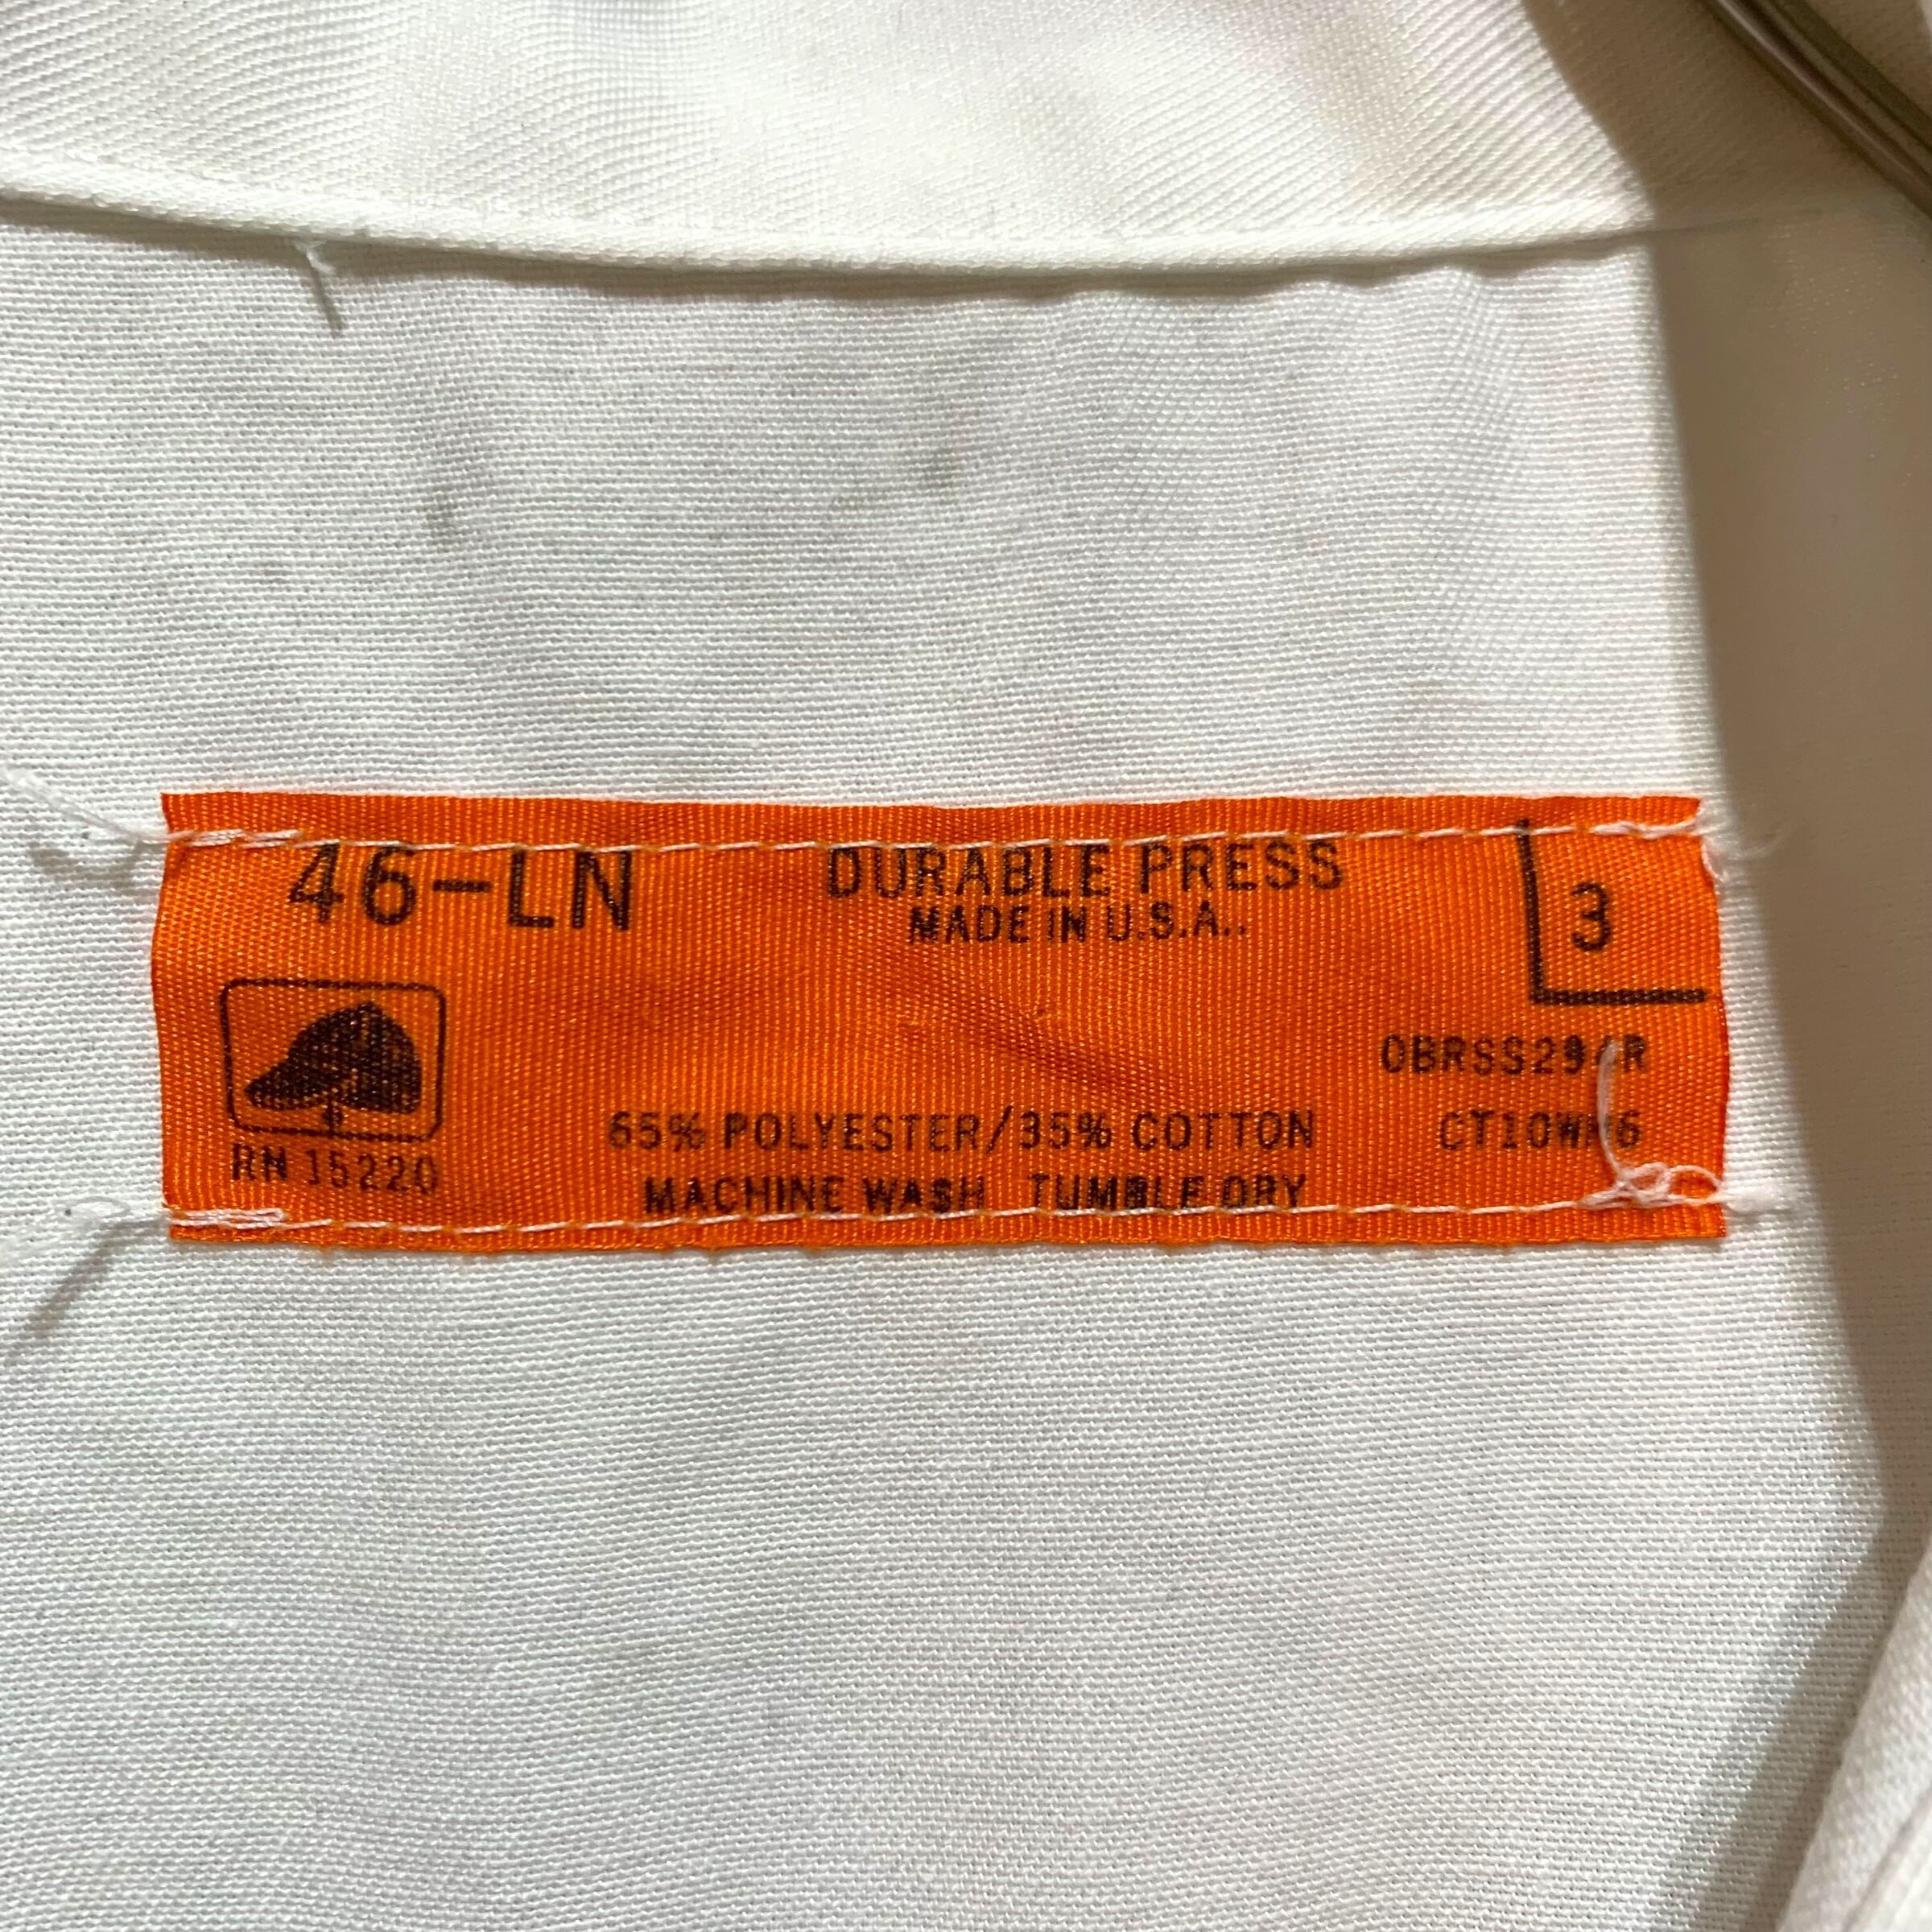 46-LN
DURABLE PRESS
MADE IN U.S.A..
3
RN 15220
65% POLYESTER/35% COTTON
MACHINE WASH TUMBLE DRY